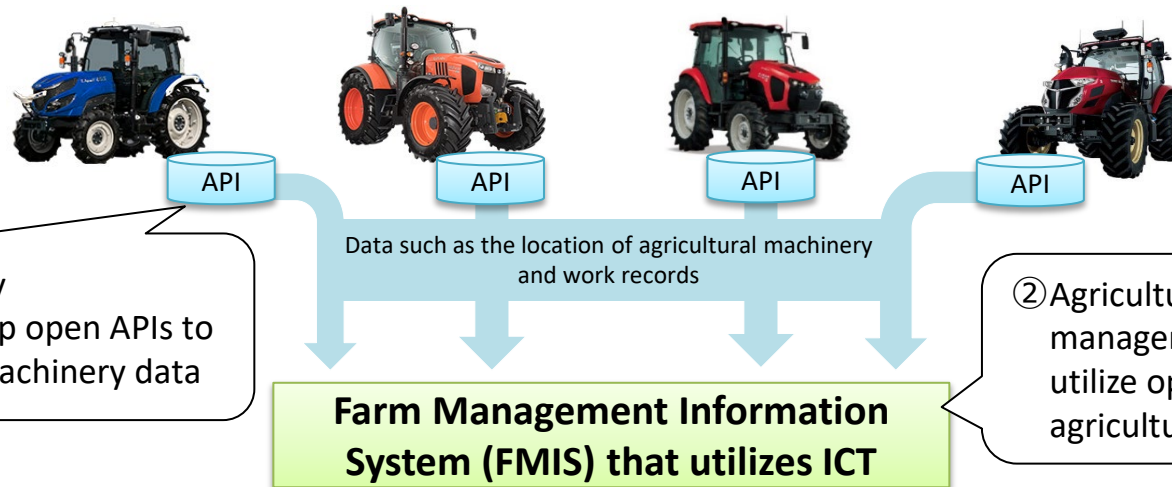 API
API
API
API
Data such as the location of agricultural machinery
and work records
p open APIs to
achinery data
②Agricultu
manager
utilize op
agricultu
Farm Management Information
System (FMIS) that utilizes ICT